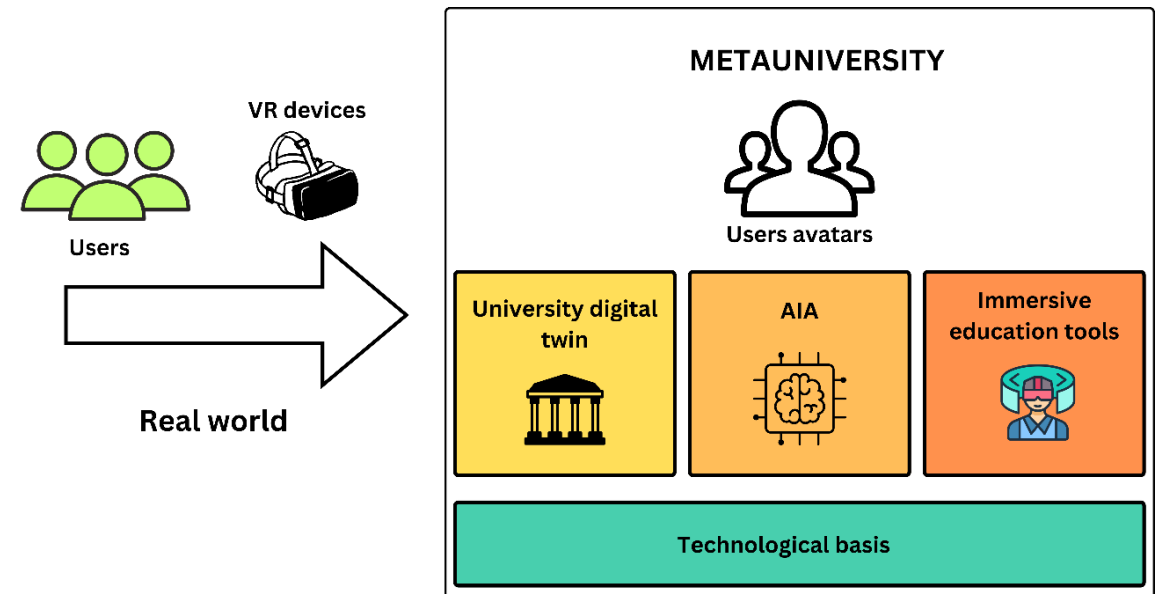 METAUNIVERSITY
VR devices
Users
Users avatars
University digital
twin
AIA
Immersive
education tools
Real world
Technological basis